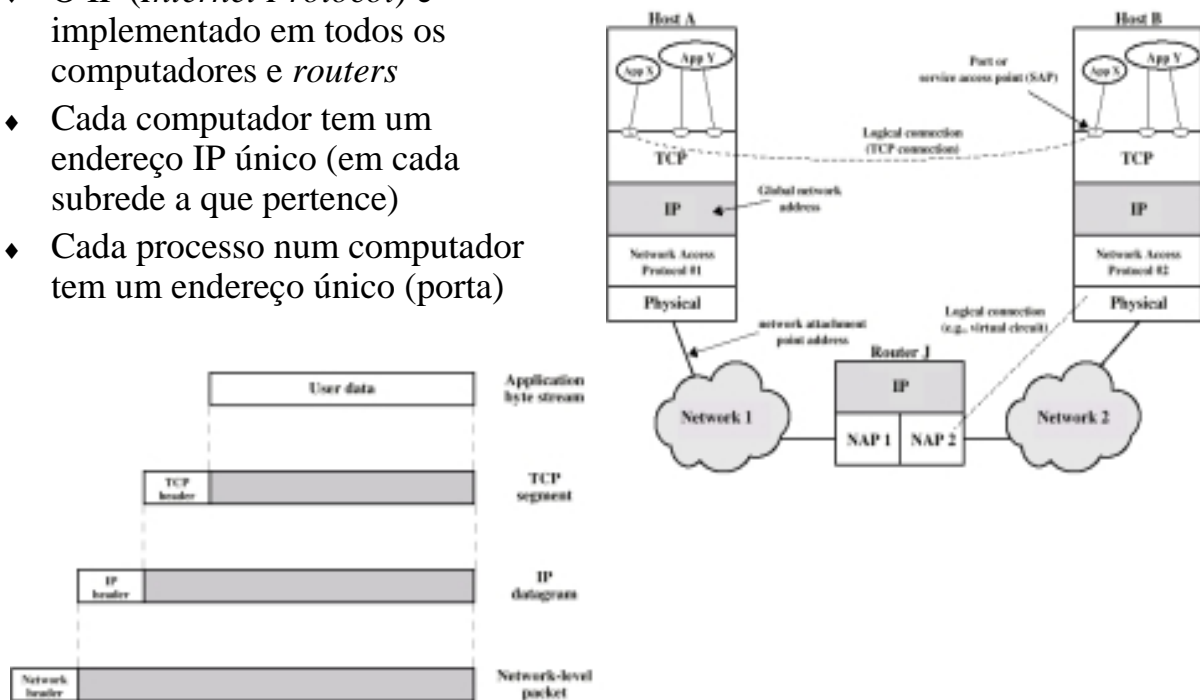 O IP (Internet Protocol) é
implementado em todos os
computadores e routers
Cada computador tem um
endereço IP único (em cada
subrede a que pertence)
Cada processo num computador
tem um endereço único (porta)
Host A
App X
App Y
TCP
IP
Network Access
Protocol #1
Physical
Host B
Port or
service access point (SAP)
App X
App Y
Logical connection
(TCP connection)
TCP
Global network
address
IP
Network Access
Protocol #2
Physical
Logical connection
(e.g., virtual circuit)
network attachment
point address
Router J
IP
NAP 1
NAP 2
Network 1
Network 2
User data
Application
byte stream
TCP
header
TCP
segment
IP
header
IP
datagram
Network
header
Network-level
packet